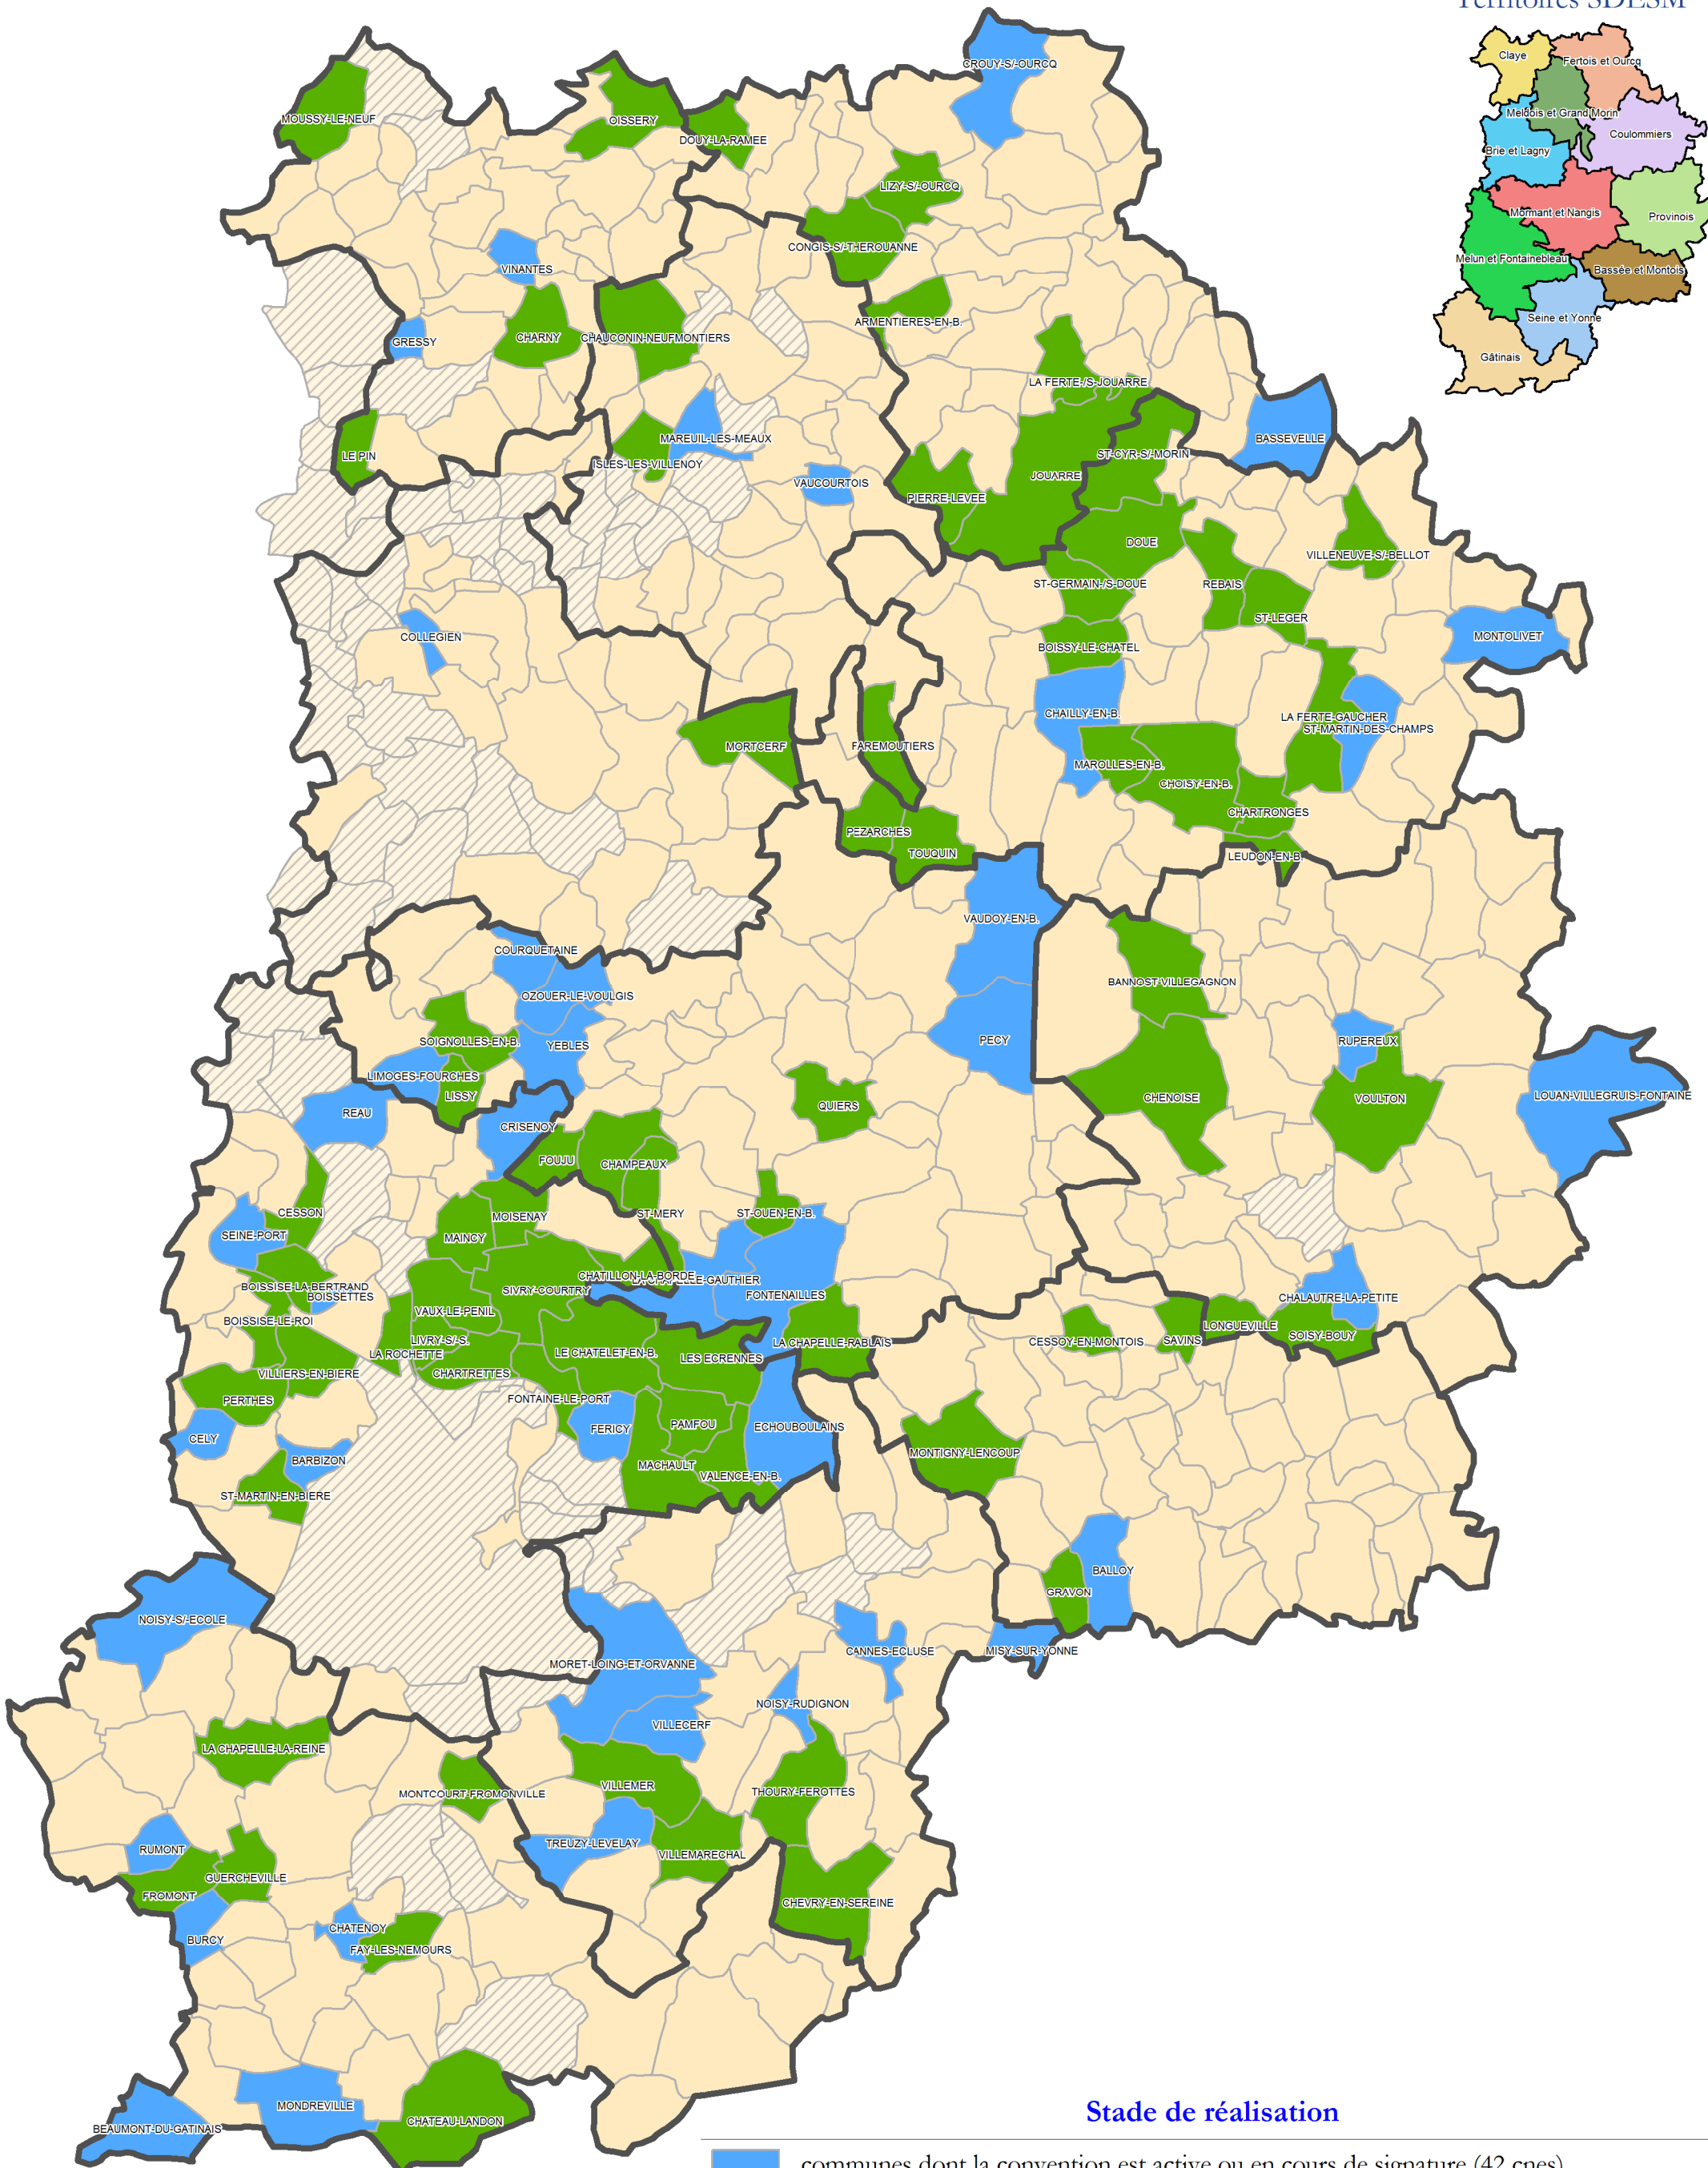 Territoires SDESM
Claye
Fertois et Ourcq
Meldois et Grand Morin
Coulommiers
Brie et Lagny
Mormant et Nangis
Provinois
Melun et Fontainebleau
Bassée et Montois
Seine et Yonne
Gâtinais
CROUY-S/-OURCQ
MOUSSY-LE-NEUF
OISSERY
DOUY-LA-RAMEE
LIZY-S/-OURCQ
CONGIS-S/-THEROUANNE
VINANTES
ARMENTIERES-EN-B.
CHARNY
CHAUCONIN-NEUFMONTIERS
GRESSY
LA FERTE-/S-JOUARRE
MAREUIL-LES-MEAUX
BASSEVELLE
ST-CYR-S/-MORIN
LE PIN
ISLES-LES-VILLENOY
JOUARRE
VAUCOURTOIS
PIERRE-LEVEE
DOUE
VILLENEUVE-S/-BELLOT
ST-GERMAIN-/S-DOUE
REBAIS
ST-LEGER
COLLEGIEN
MONTOLIVET
BOISSY-LE-CHATEL
CHAILLY-EN-B.
LA FERTE-GAUCHER
ST-MARTIN-DES-CHAMPS
MORTCERF
FAREMOUTIERS
MAROLLES-EN-B.
CHOISY-EN-B.
CHARTRONGES
PEZARCHES
TOUQUIN
LEUDON-EN-B.
VAUDOY-EN-B.
COURQUETAINE
BANNOST-VILLEGAGNON
OZOUER-LE-VOULGIS
SOIGNOLLES-EN-B.
YEBLES
PECY
RUPEREUX
LIMOGES-FOURCHES
LISSY
CHENOISE
VOULTON
LOUAN-VILLEGRUIS-FONTAINE
QUIERS
REAU
CRISENOY
FOUJU
CHAMPEAUX
CESSON
MOISENAY
ST-MERY
ST-OUEN-EN-B.
SEINE-PORT
MAINCY
CHATILLON-LA-BORDE
LA CHAPELLE-GAUTHIER
BOISSISE-LA-BERTRAND
BOISSETTES
SIVRY-COURTRY
FONTENAILLES
CHALAUTRE-LA-PETITE
VAUX-LE-PENIL
BOISSISE-LE-ROI
LONGUEVILLE
SOISY-BOUY
LIVRY-S/-S.
LA CHAPELLE-RABLAIS
CESSOY-EN-MONTOIS
SAVINS
LA ROCHETTE
LE CHATELET-EN-B.
LES ECRENNES
VILLIERS-EN-BIERE
CHARTRETTES
PERTHES
FONTAINE-LE-PORT
PAMFOU
ECHOUBOULAINS
FERICY
CELY
MONTIGNY-LENCOUP
BARBIZON
MACHAULT
VALENCE-EN-B.
ST-MARTIN-EN-BIERE
BALLOY
GRAVON
NOISY-S/-ECOLE
CANNES-ECLUSE
MISY-SUR-YONNE
MORET-LOING-ET-ORVANNE
NOISY-RUDIGNON
VILLECERF
LA CHAPELLE-LA-REINE
VILLEMER
THOURY-FEROTTES
MONTCOURT-FROMONVILLE
TREUZY-LEVELAY
RUMONT
VILLEMARECHAL
GUERCHEVILLE
FROMONT
CHEVRY-EN-SEREINE
CHATENOY
BURCY
FAY-LES-NEMOURS
MONDREVILLE
CHATEAU-LANDON
BEAUMONT-DU-GATINAIS
Stade de réalisation
communes dont la convention est active ou en cours de signature (42 cnes)